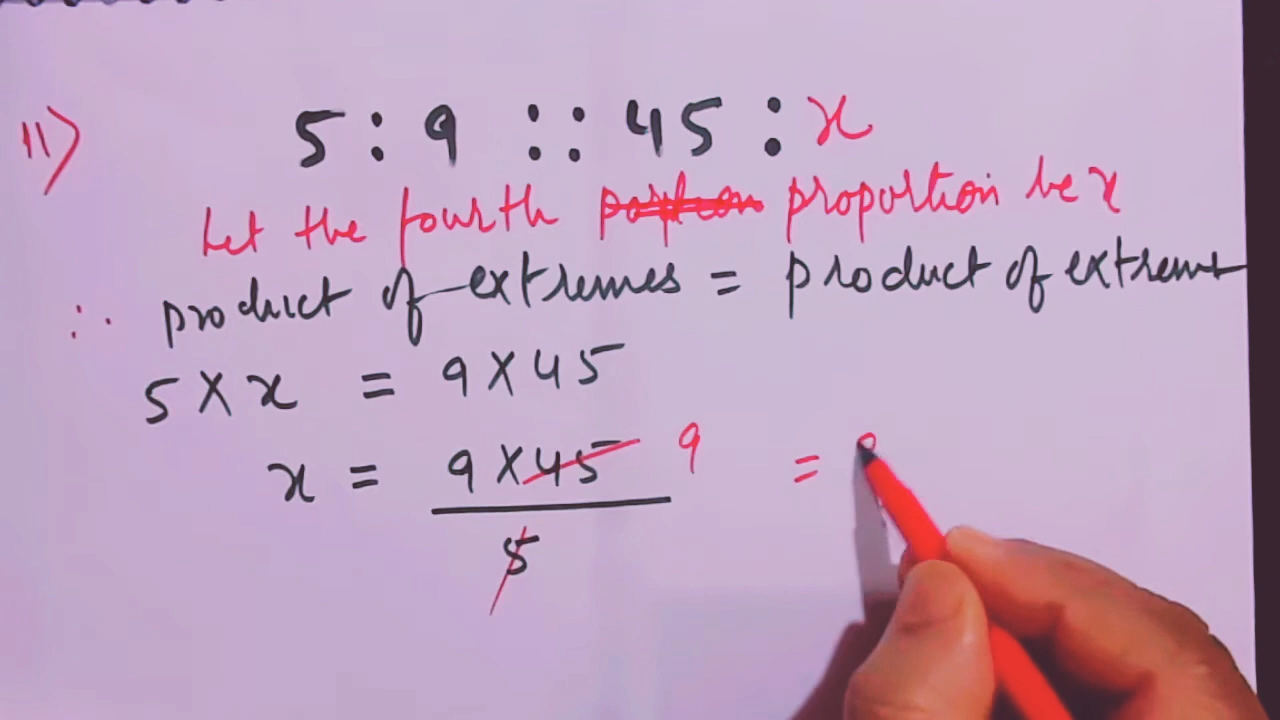 11) 5 : 9 :: 45 : x
Let the fourth proportion be x
∴ product of extremes = product of extreme
5 × x = 9 × 45
x = 9 × 45 9 =
5